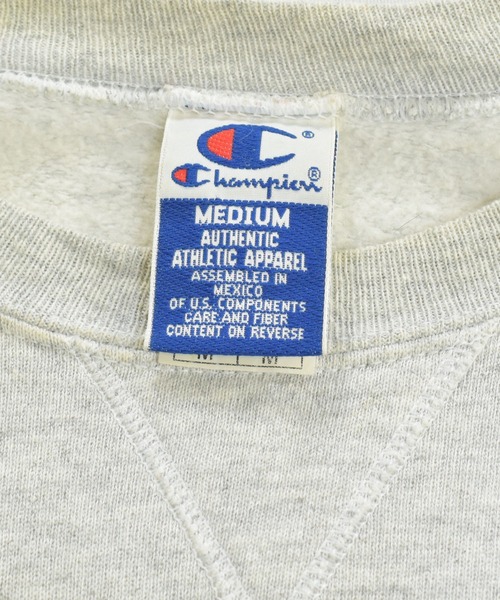 ®
Champion®
MEDIUM
AUTHENTIC
ATHLETIC APPAREL
ASSEMBLED IN
MEXICO
OF U.S. COMPONENTS
CARE AND FIBER
CONTENT ON REVERSE
M M